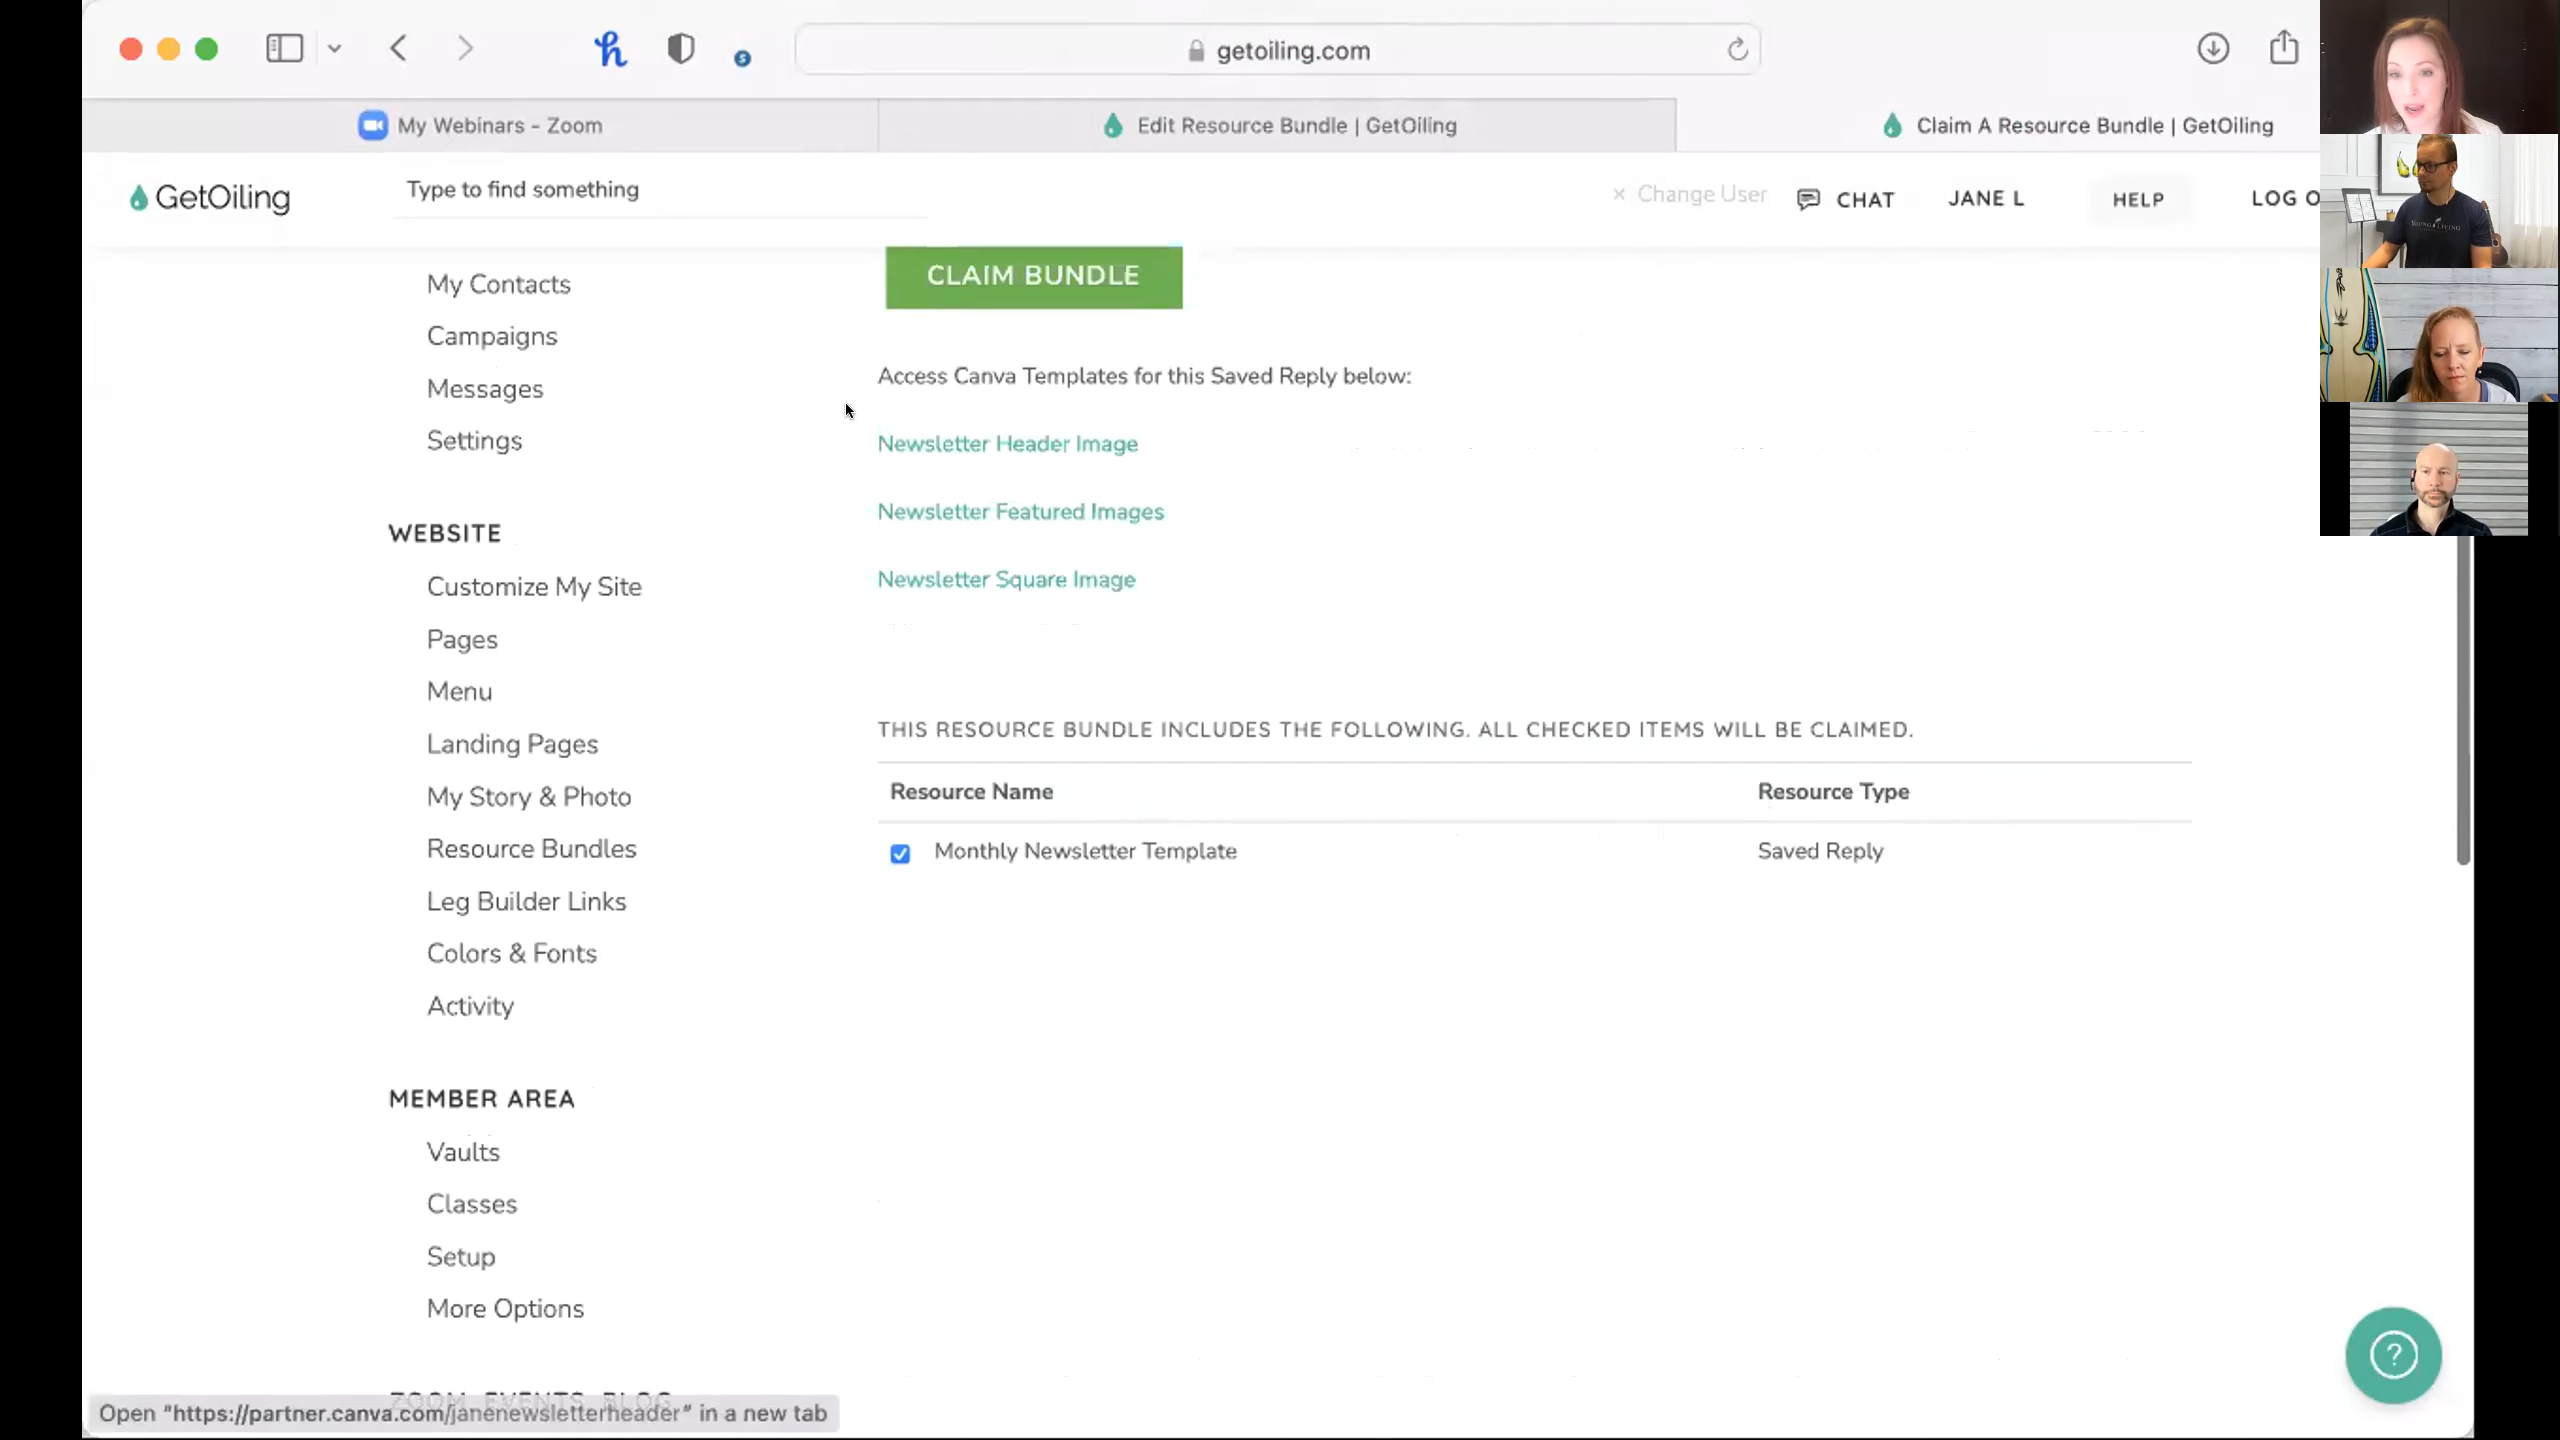 getoiling.com
My Webinars - Zoom
Edit Resource Bundle | GetOiling
Claim A Resource Bundle | GetOiling
GetOiling
Type to find something
× Change User
CHAT
JANE L
HELP
LOG O
My Contacts
Campaigns
Messages
Settings
WEBSITE
Customize My Site
Pages
Menu
Landing Pages
My Story & Photo
Resource Bundles
Leg Builder Links
Colors & Fonts
Activity
MEMBER AREA
Vaults
Classes
Setup
More Options
ZOOM, EVENTS, BLOG
CLAIM BUNDLE
Access Canva Templates for this Saved Reply below:
Newsletter Header Image
Newsletter Featured Images
Newsletter Square Image
THIS RESOURCE BUNDLE INCLUDES THE FOLLOWING. ALL CHECKED ITEMS WILL BE CLAIMED.
Resource Name
Resource Type
Monthly Newsletter Template
Saved Reply
Open "https://partner.canva.com/janenewsletterheader" in a new tab
YOUNG LIVING
?